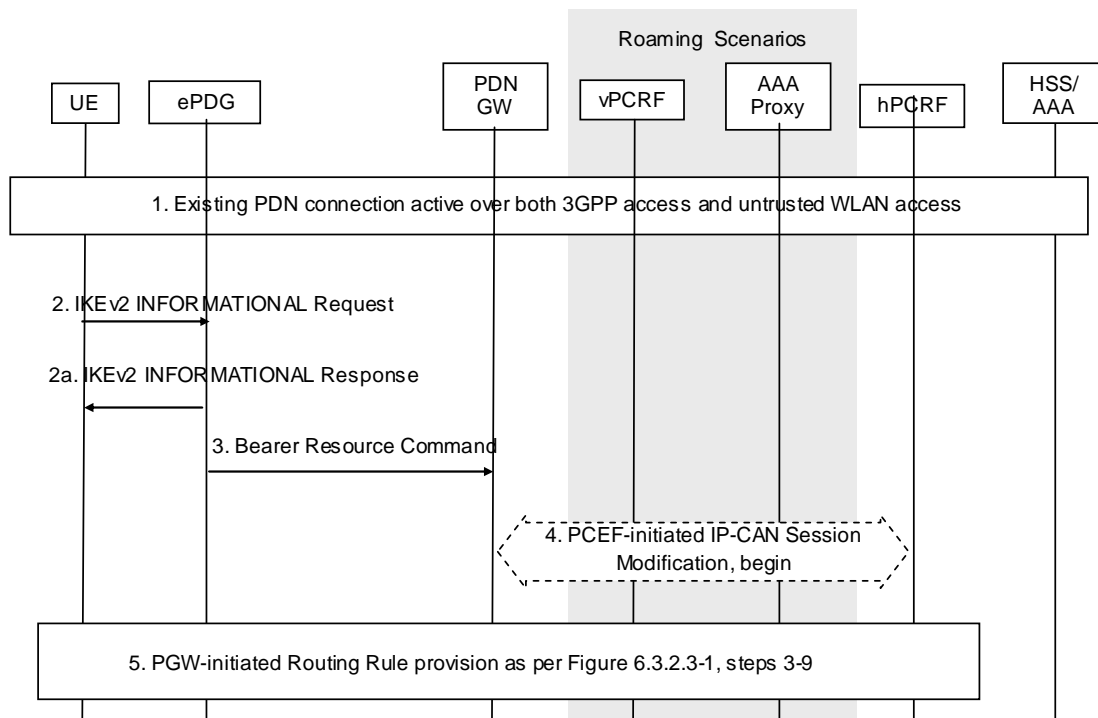 Roaming Scenarios
UE
ePDG
PDN
GW
vPCRF
AAA
Proxy
hPCRF
HSS/
AAA
1. Existing PDN connection active over both 3GPP access and untrusted WLAN access
2. IKEv2 INFORMATIONAL Request
2a. IKEv2 INFORMATIONAL Response
3. Bearer Resource Command
4. PCEF-initiated IP-CAN Session
Modification, begin
5. PGW-initiated Routing Rule provision as per Figure 6.3.2.3-1, steps 3-9